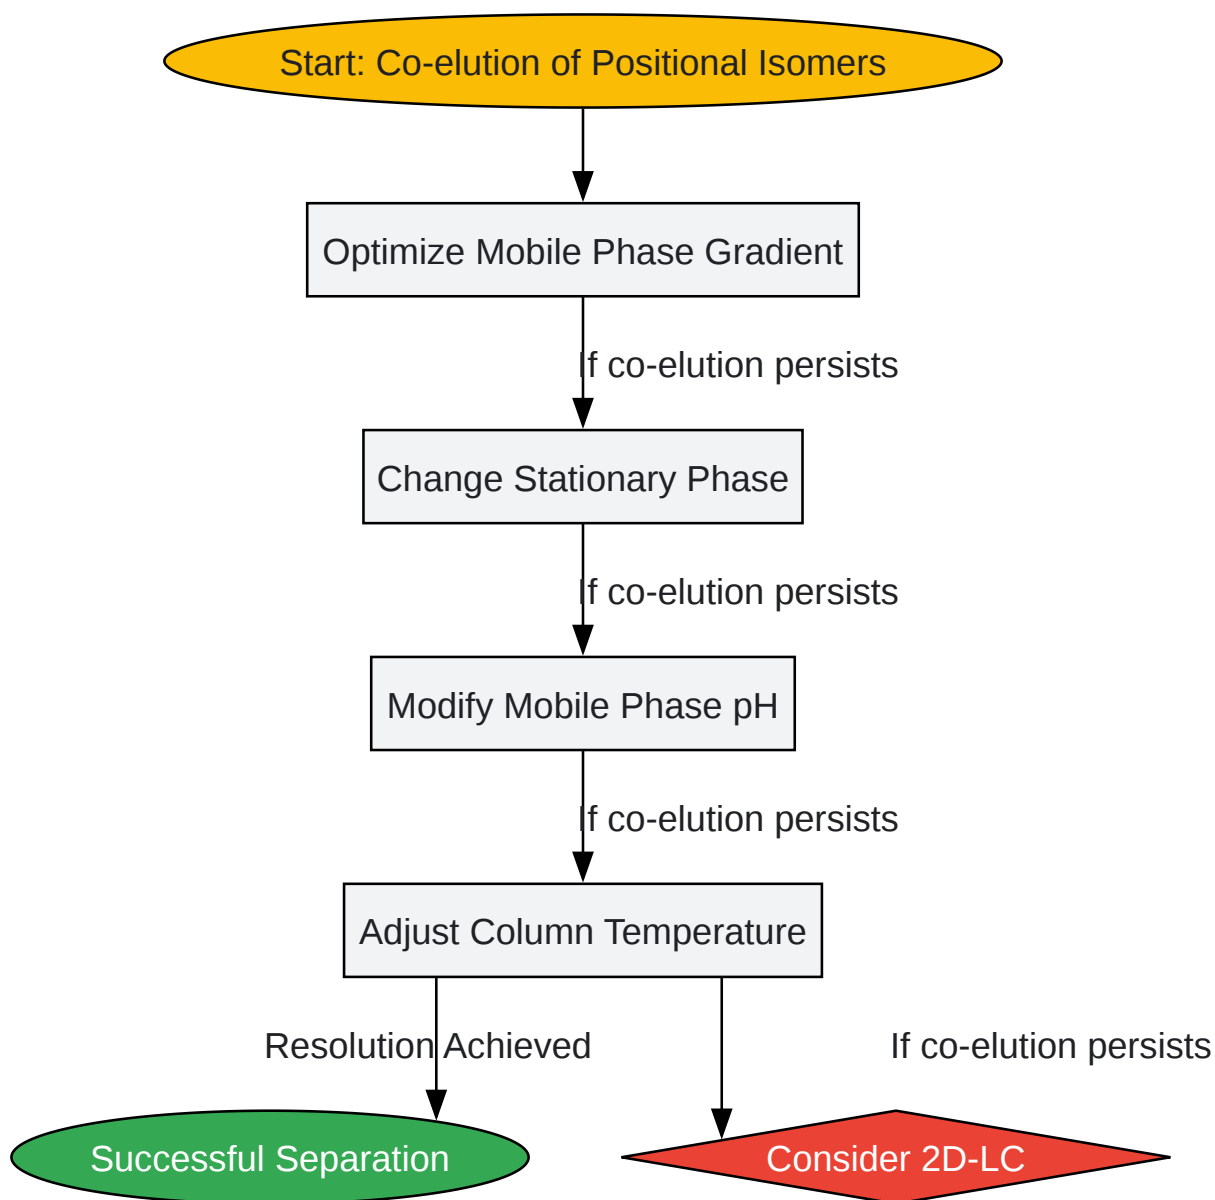 Start: Co-elution of Positional Isomers
Optimize Mobile Phase Gradient
If co-elution persists
Change Stationary Phase
If co-elution persists
Modify Mobile Phase pH
If co-elution persists
Adjust Column Temperature
Resolution Achieved
If co-elution persists
Successful Separation
Consider 2D-LC